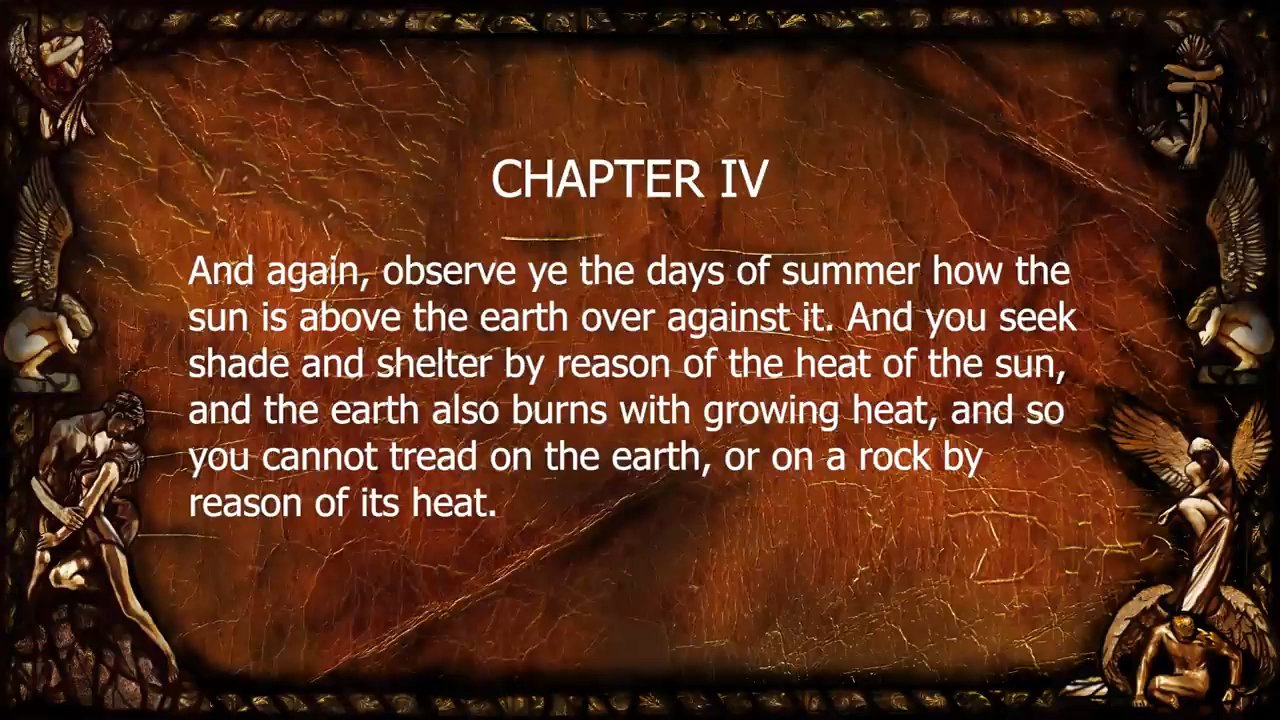 CHAPTER IV
And again, observe ye the days of summer how the
sun is above the earth over against it. And you seek
shade and shelter by reason of the heat of the sun,
and the earth also burns with growing heat, and so
you cannot tread on the earth, or on a rock by
reason of its heat.